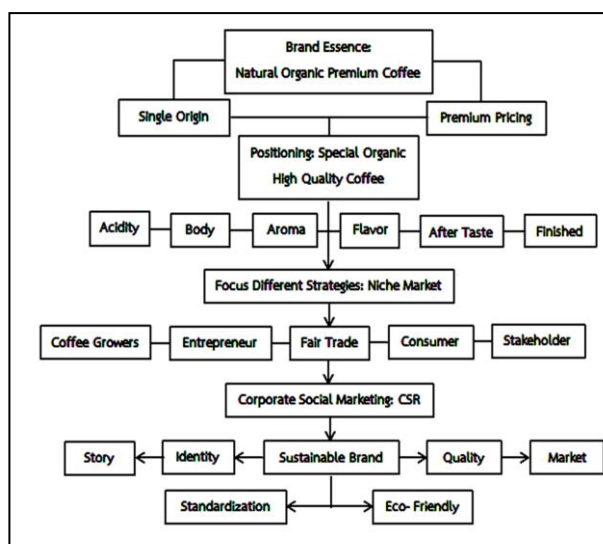 Brand Essence:
Natural Organic Premium Coffee
Single Origin
Premium Pricing
Positioning: Special Organic
High Quality Coffee
Acidity
Body
Aroma
Flavor
After Taste
Finished
Focus Different Strategies: Niche Market
Coffee Growers
Entrepreneur
Fair Trade
Consumer
Stakeholder
Corporate Social Marketing: CSR
Story
Identity
Sustainable Brand
Quality
Market
Standardization
Eco- Friendly